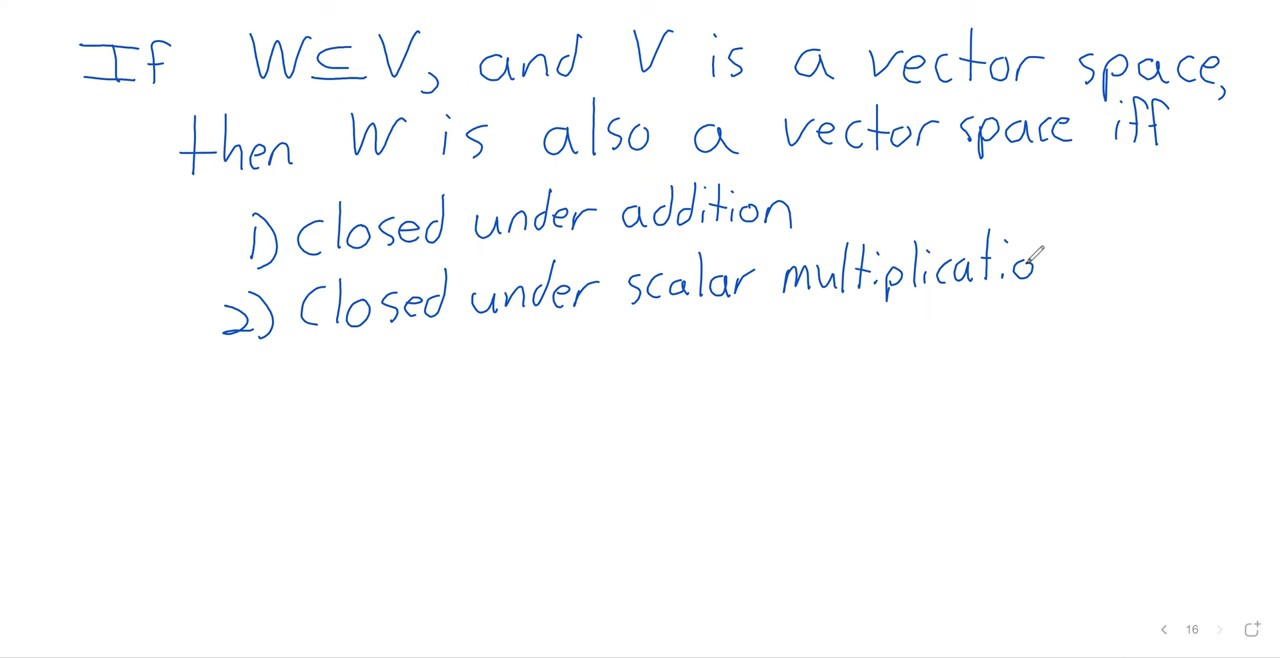 If W⊆V, and V is a vector space,
then W is also a vector space iff
1) Closed under addition
2) Closed under scalar multiplicatio
16